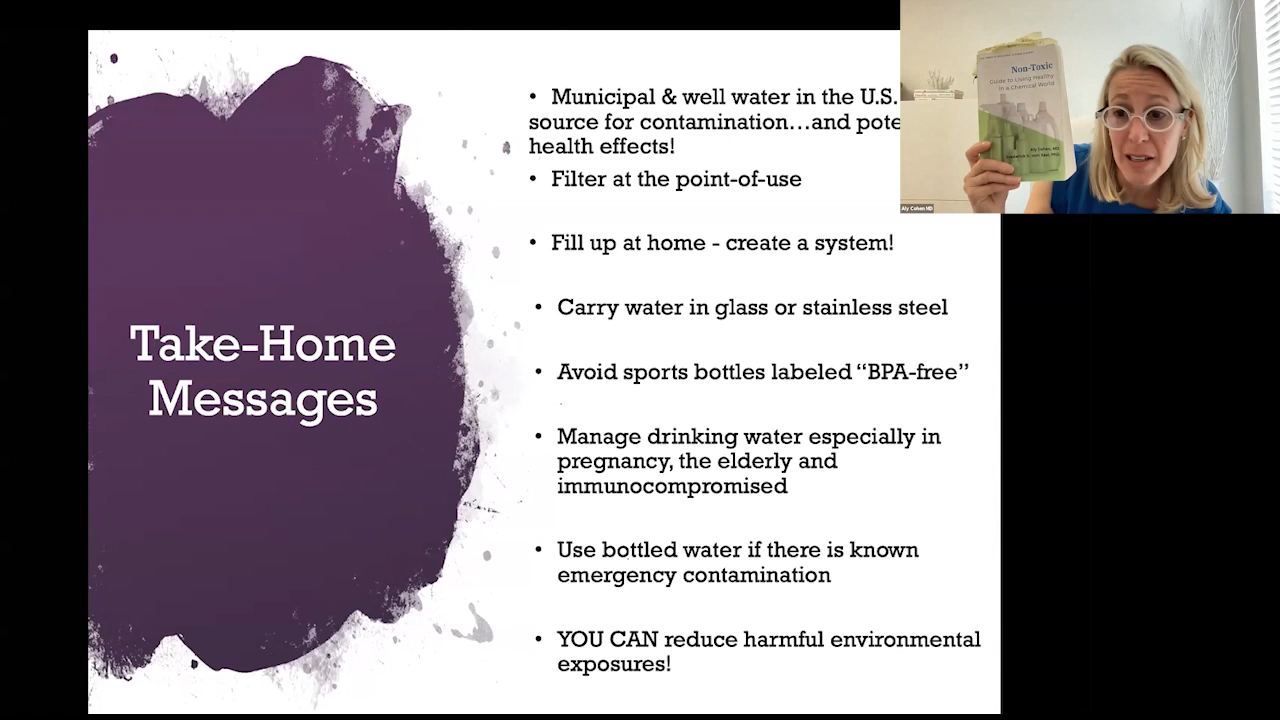 Take-Home
Messages
• Municipal & well water in the U.S.
source for contamination…and pote
health effects!
• Filter at the point-of-use
• Fill up at home - create a system!
• Carry water in glass or stainless steel
• Avoid sports bottles labeled “BPA-free”
• Manage drinking water especially in
pregnancy, the elderly and
immunocompromised
• Use bottled water if there is known
emergency contamination
• YOU CAN reduce harmful environmental
exposures!
Non-Toxic
Guide to Living Healthy
in a Chemical World
Aly Cohen, MD
Aly Cohen MD